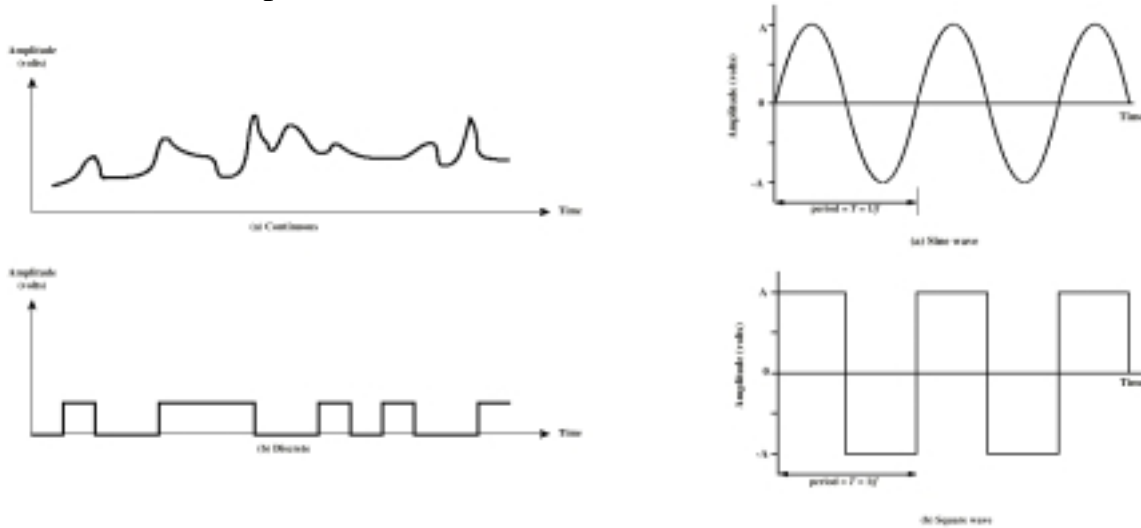 Amplitude
(volts)
Time
(a) Continuous
Amplitude
(volts)
Time
(b) Discrete
Amplitude (volts)
A
0
-A
Time
period = T = 1/f
(a) Sine wave
Amplitude (volts)
A
0
-A
Time
period = T = 1/f
(b) Square wave